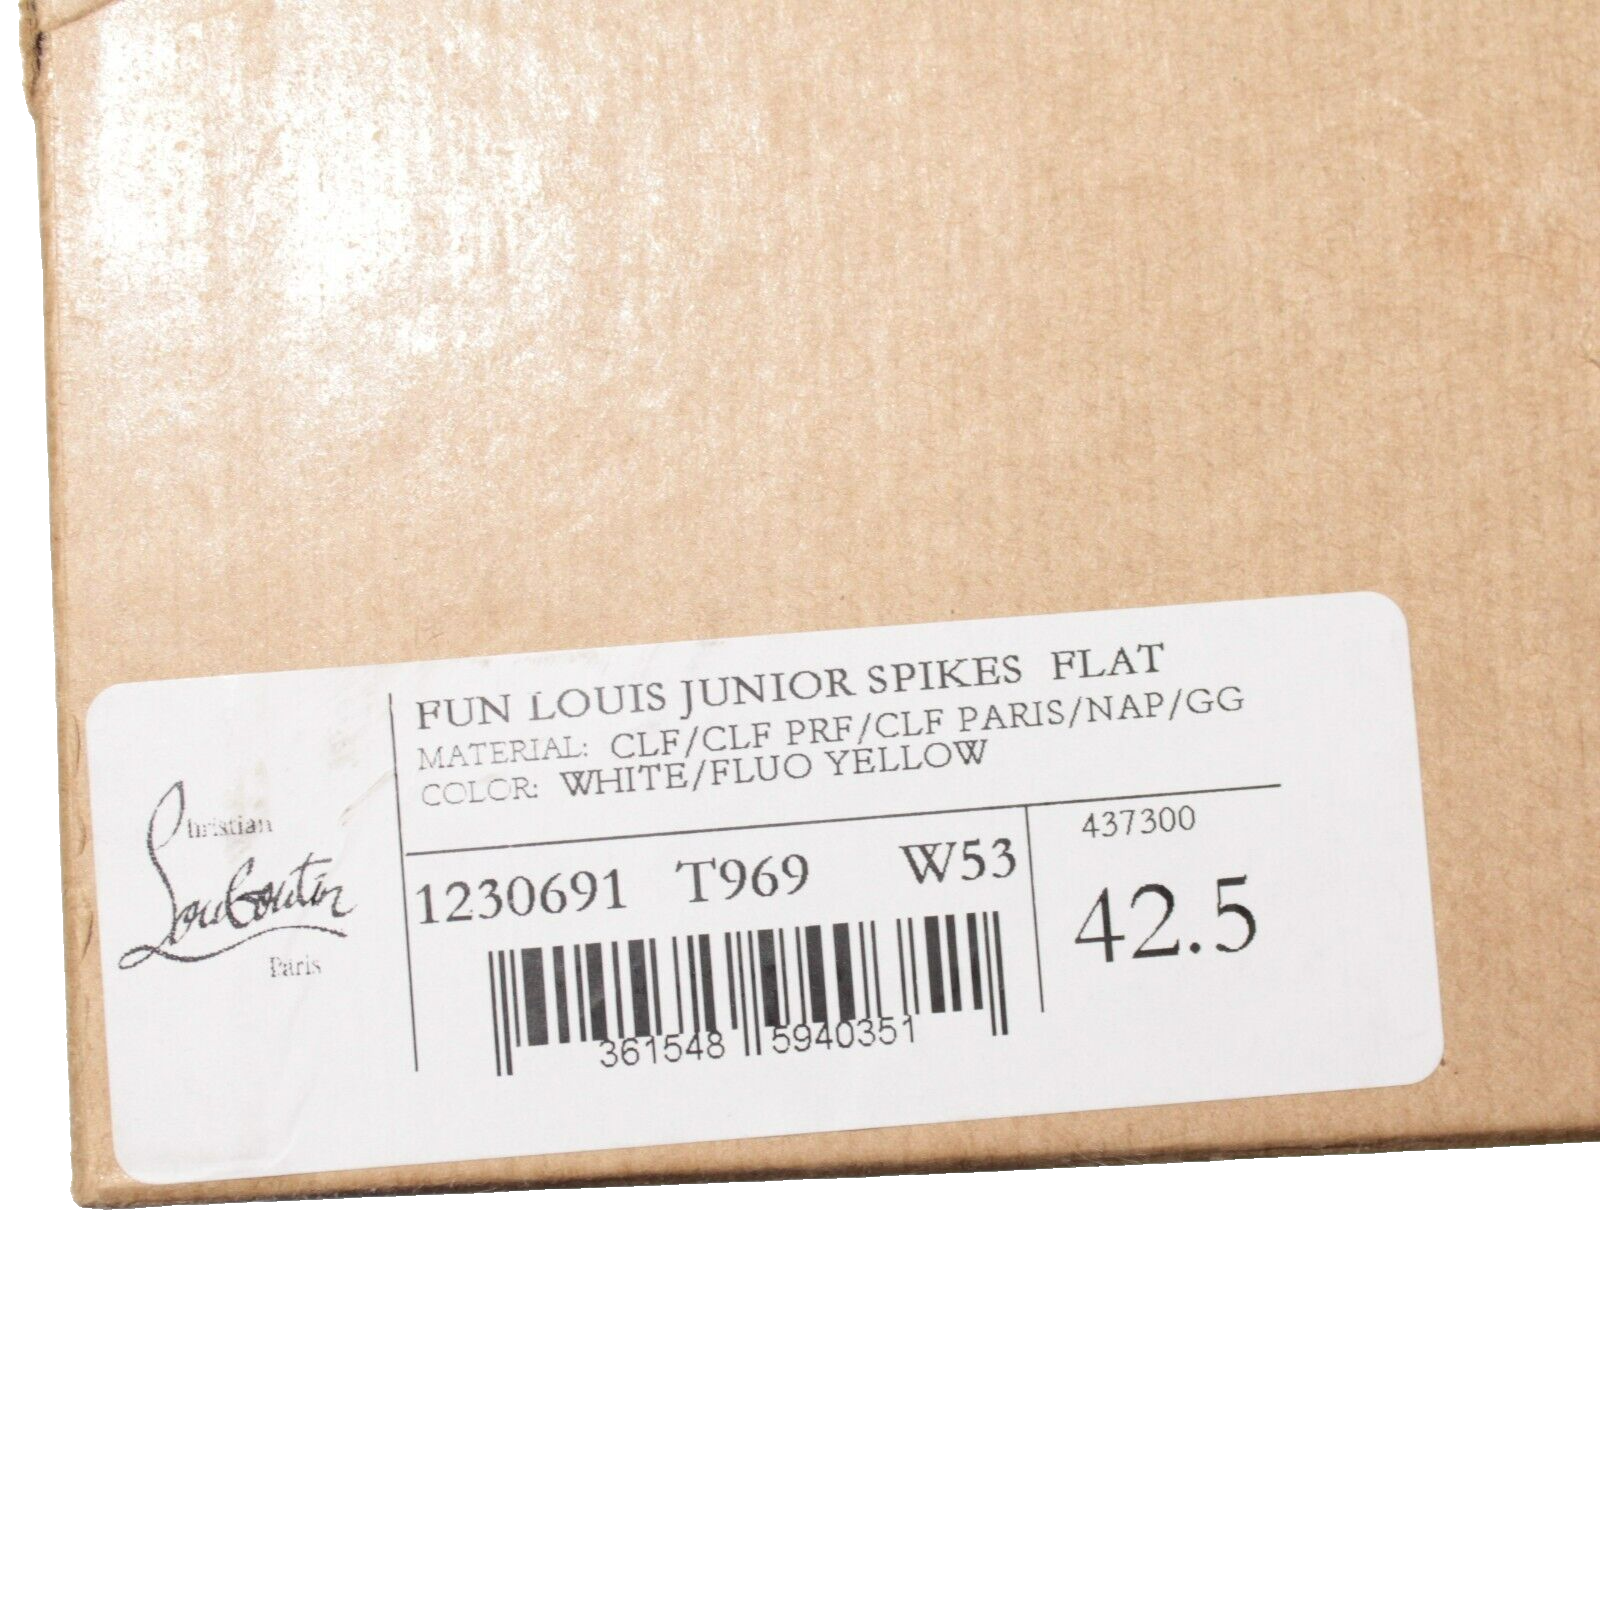 Christian
Louboutin
Paris
FUN LOUIS JUNIOR SPIKES FLAT
MATERIAL: CLF/CLF PRF/CLF PARIS/NAP/GG
COLOR: WHITE/FLUO YELLOW
1230691 T969 W53
361548 5940351
437300
42.5